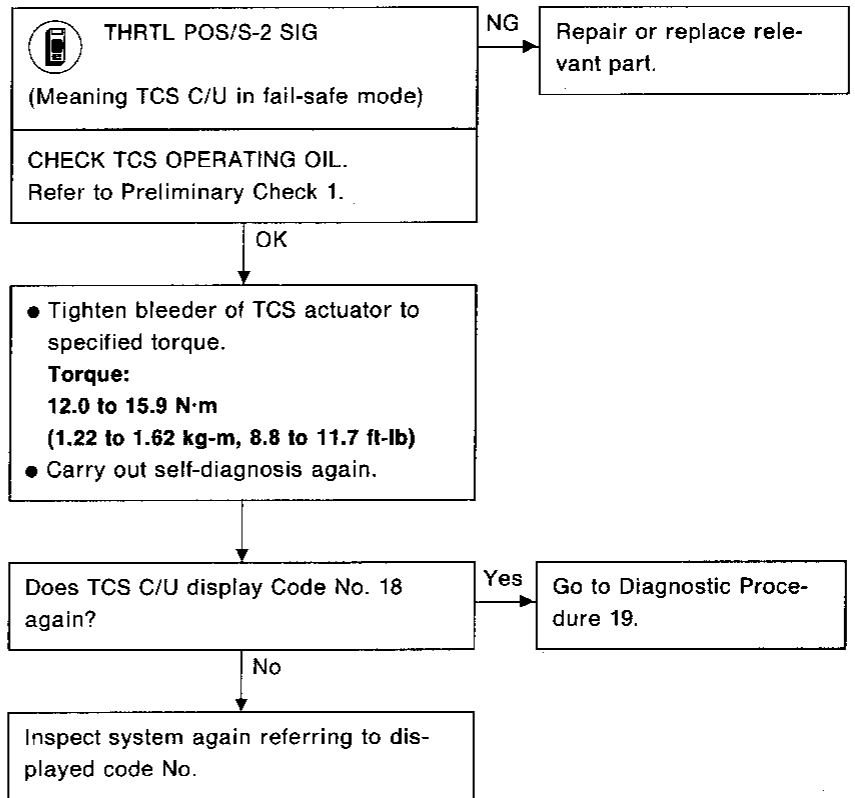 THRTL POS/S-2 SIG
(Meaning TCS C/U in fail-safe mode)
CHECK TCS OPERATING OIL.
Refer to Preliminary Check 1.
NG
Repair or replace rele-
vant part.
OK
● Tighten bleeder of TCS actuator to
specified torque.
Torque:
12.0 to 15.9 N·m
(1.22 to 1.62 kg-m, 8.8 to 11.7 ft-lb)
● Carry out self-diagnosis again.
Does TCS C/U display Code No. 18
again?
Yes
Go to Diagnostic Proce-
dure 19.
No
Inspect system again referring to dis-
played code No.